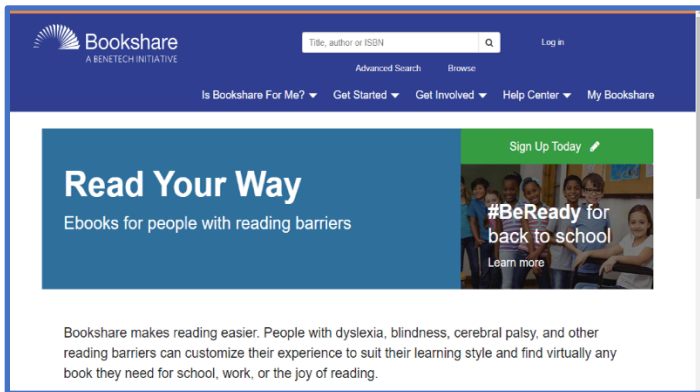 Bookshare
A BENETECH INITIATIVE
Title, author or ISBN
Log in
Advanced Search Browse
Is Bookshare For Me? Get Started Get Involved Help Center My Bookshare
Sign Up Today
Read Your Way
Ebooks for people with reading barriers
#BeReady for
back to school
Learn more
Bookshare makes reading easier. People with dyslexia, blindness, cerebral palsy, and other
reading barriers can customize their experience to suit their learning style and find virtually any
book they need for school, work, or the joy of reading.